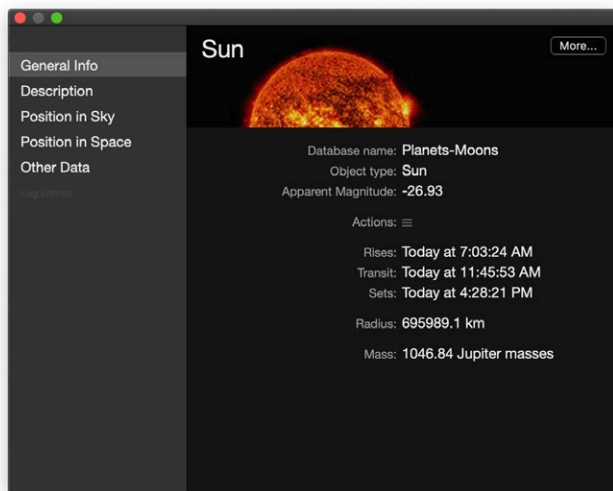 Sun
More...
General Info
Description
Position in Sky
Position in Space
Other Data
Log Entries
Database name: Planets-Moons
Object type: Sun
Apparent Magnitude: -26.93
Actions:
Rises: Today at 7:03:24 AM
Transit: Today at 11:45:53 AM
Sets: Today at 4:28:21 PM
Radius: 695989.1 km
Mass: 1046.84 Jupiter masses